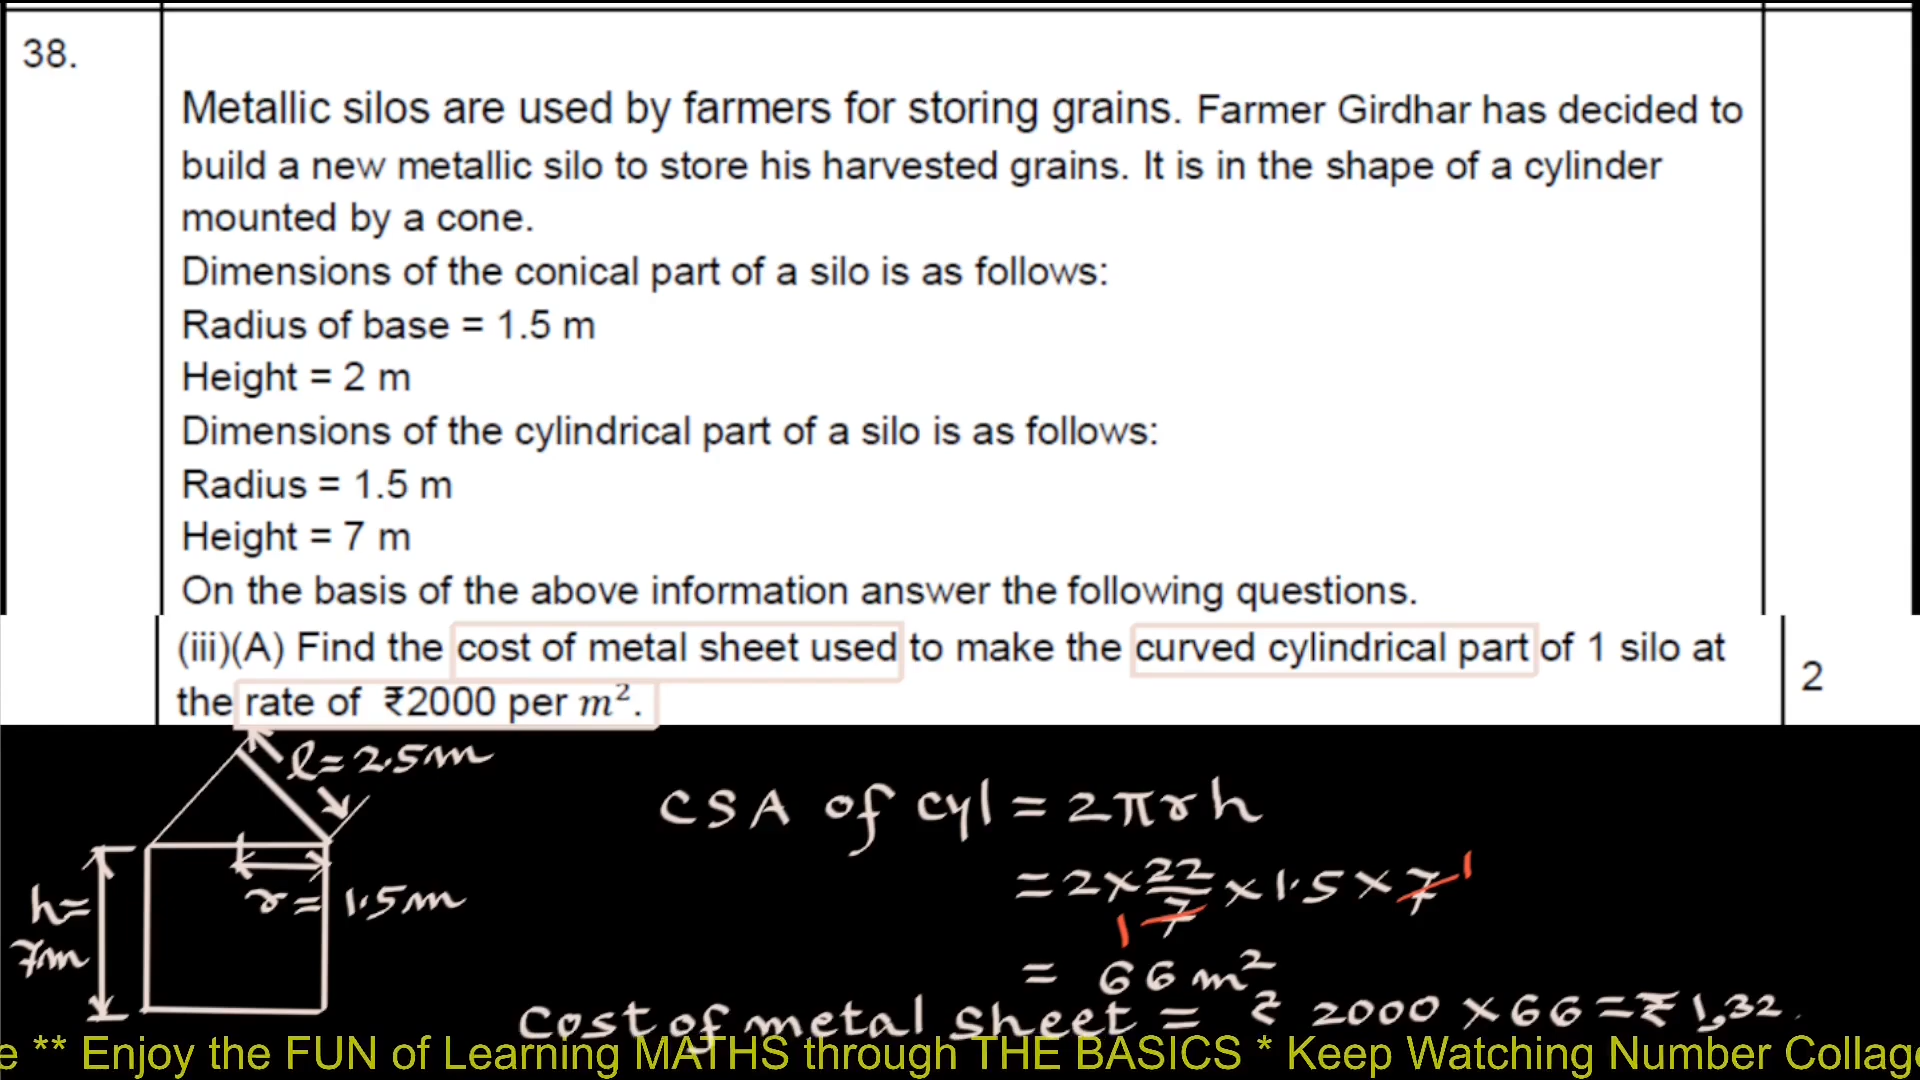 38.
Metallic silos are used by farmers for storing grains. Farmer Girdhar has decided to
build a new metallic silo to store his harvested grains. It is in the shape of a cylinder
mounted by a cone.
Dimensions of the conical part of a silo is as follows:
Radius of base = 1.5 m
Height = 2 m
Dimensions of the cylindrical part of a silo is as follows:
Radius = 1.5 m
Height = 7 m
On the basis of the above information answer the following questions.
(iii)(A) Find the cost of metal sheet used to make the curved cylindrical part of 1 silo at
the rate of ₹2000 per m².
2
l = 2.5m
h =
7m
r = 1.5m
CSA of cyl = 2πrh
= 2 × 22/7 × 1.5 × 7
1 1
= 66 m²
Cost of metal sheet = ₹ 2000 × 66 = ₹ 1,32
e ** Enjoy the FUN of Learning MATHS through THE BASICS * Keep Watching Number Collage